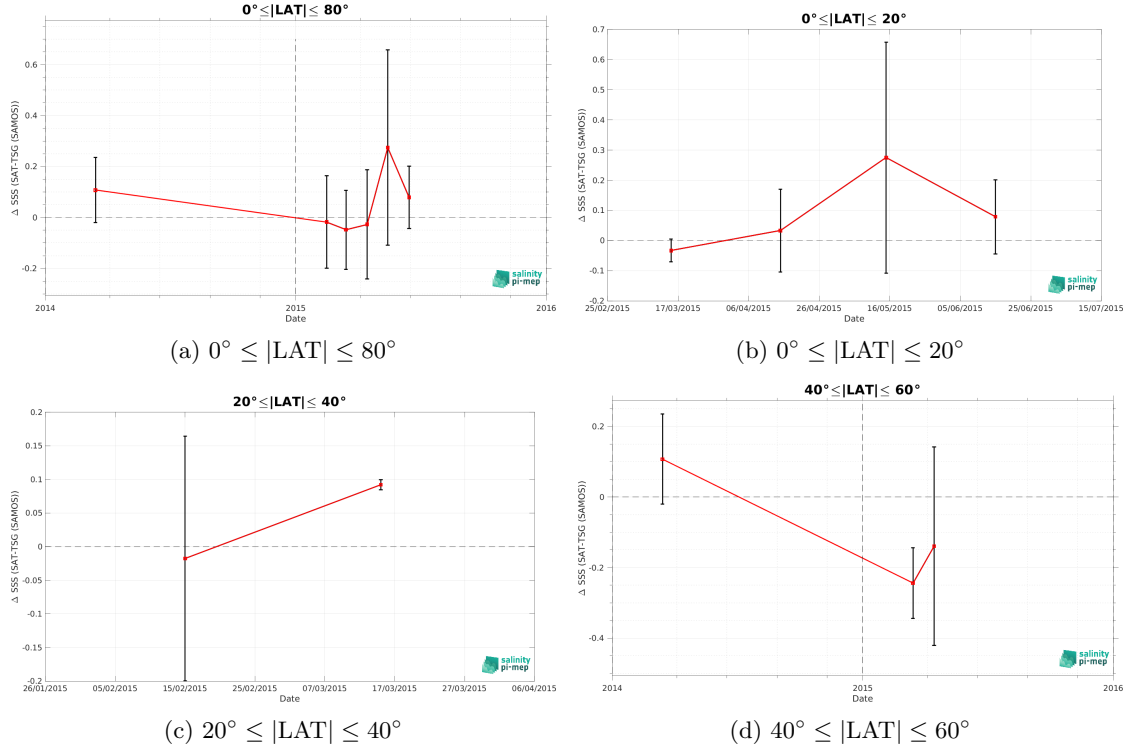 0°≤|LAT|≤ 80°
Δ SSS (SAT-TSG (SAMOS))
0.6
0.4
0.2
0
-0.2
2014
2015
2016
Date
salinity
pi-mep
(a) 0° ≤ |LAT| ≤ 80°
0°≤|LAT|≤ 20°
Δ SSS (SAT-TSG (SAMOS))
0.7
0.6
0.5
0.4
0.3
0.2
0.1
0
-0.1
-0.2
25/02/2015
17/03/2015
06/04/2015
26/04/2015
16/05/2015
05/06/2015
25/06/2015
15/07/2015
Date
salinity
pi-mep
(b) 0° ≤ |LAT| ≤ 20°
20°≤|LAT|≤ 40°
Δ SSS (SAT-TSG (SAMOS))
0.2
0.15
0.1
0.05
0
-0.05
-0.1
-0.15
-0.2
26/01/2015
05/02/2015
15/02/2015
25/02/2015
07/03/2015
17/03/2015
27/03/2015
06/04/2015
Date
salinity
pi-mep
(c) 20° ≤ |LAT| ≤ 40°
40°≤|LAT|≤ 60°
Δ SSS (SAT-TSG (SAMOS))
0.2
0
-0.2
-0.4
2014
2015
2016
Date
salinity
pi-mep
(d) 40° ≤ |LAT| ≤ 60°